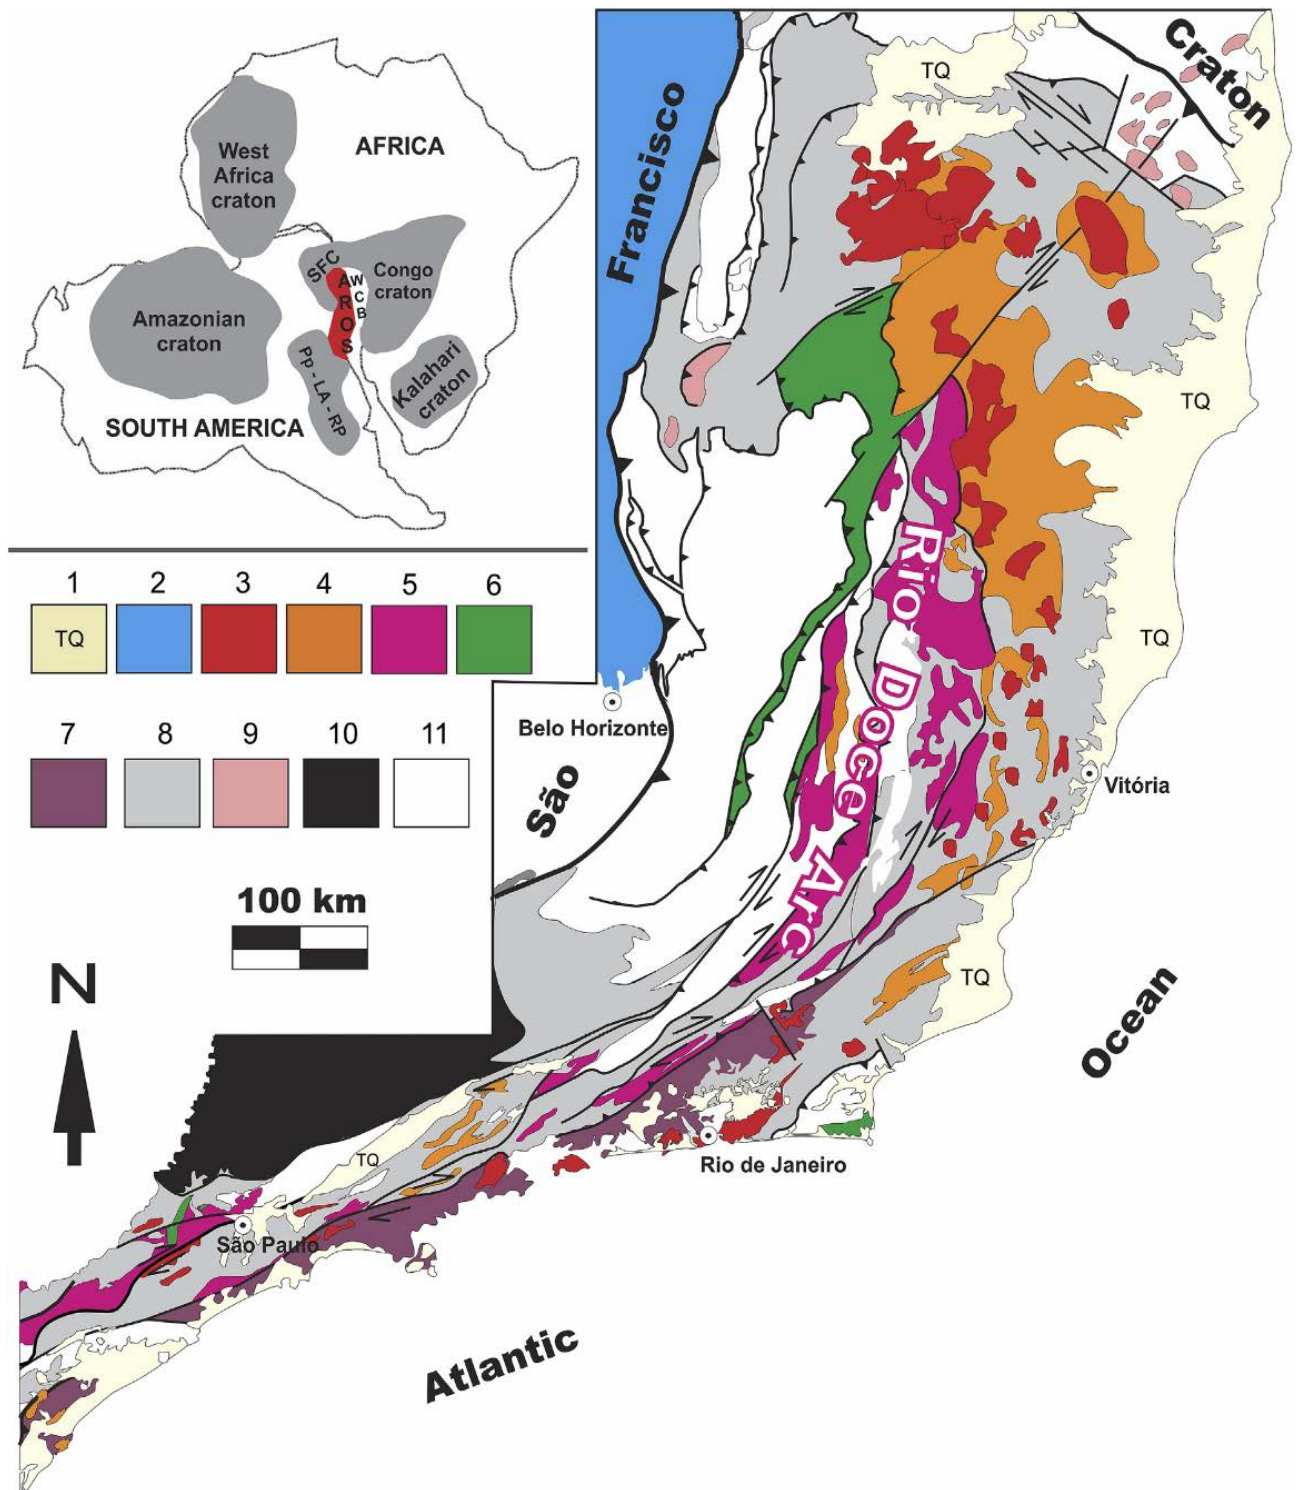 West
Africa
craton
AFRICA
SFC
AROS
WCB
Congo
craton
Amazonian
craton
Pp - LA - RP
Kalahari
craton
SOUTH AMERICA
1 2 3 4 5 6
TQ
7 8 9 10 11
100 km
N
São
Francisco
Craton
TQ
TQ
TQ
TQ
TQ
Rio Doce Arc
Belo Horizonte
Vitória
Rio de Janeiro
São Paulo
Atlantic
Ocean